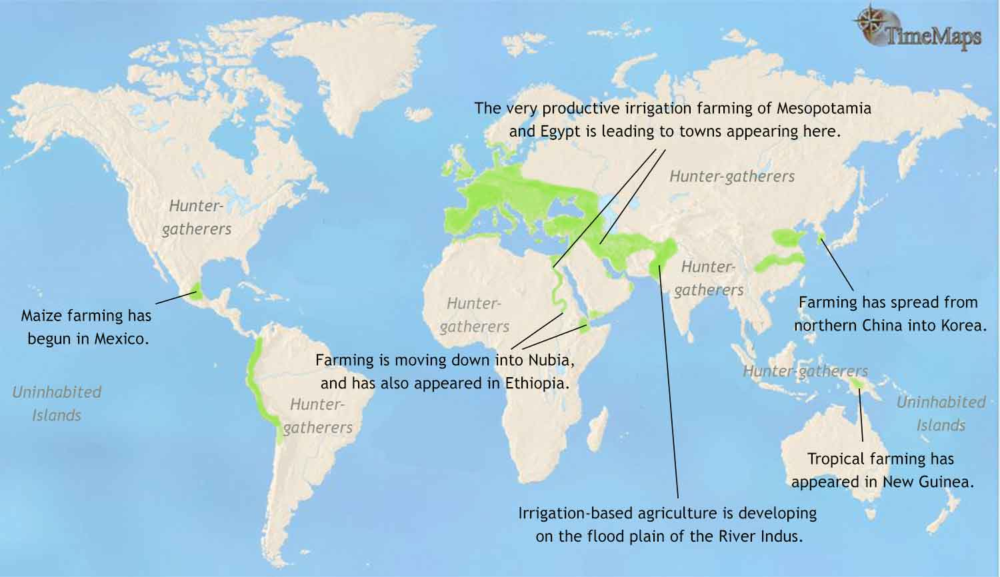 TimeMaps
The very productive irrigation farming of Mesopotamia
and Egypt is leading to towns appearing here.
Hunter-gatherers
Hunter-
gatherers
Hunter-
gatherers
Maize farming has
begun in Mexico.
Hunter-
gatherers
Farming has spread from
northern China into Korea.
Farming is moving down into Nubia,
and has also appeared in Ethiopia.
Hunter-gatherers
Uninhabited
Islands
Hunter-
gatherers
Uninhabited
Islands
Tropical farming has
appeared in New Guinea.
Irrigation-based agriculture is developing
on the flood plain of the River Indus.